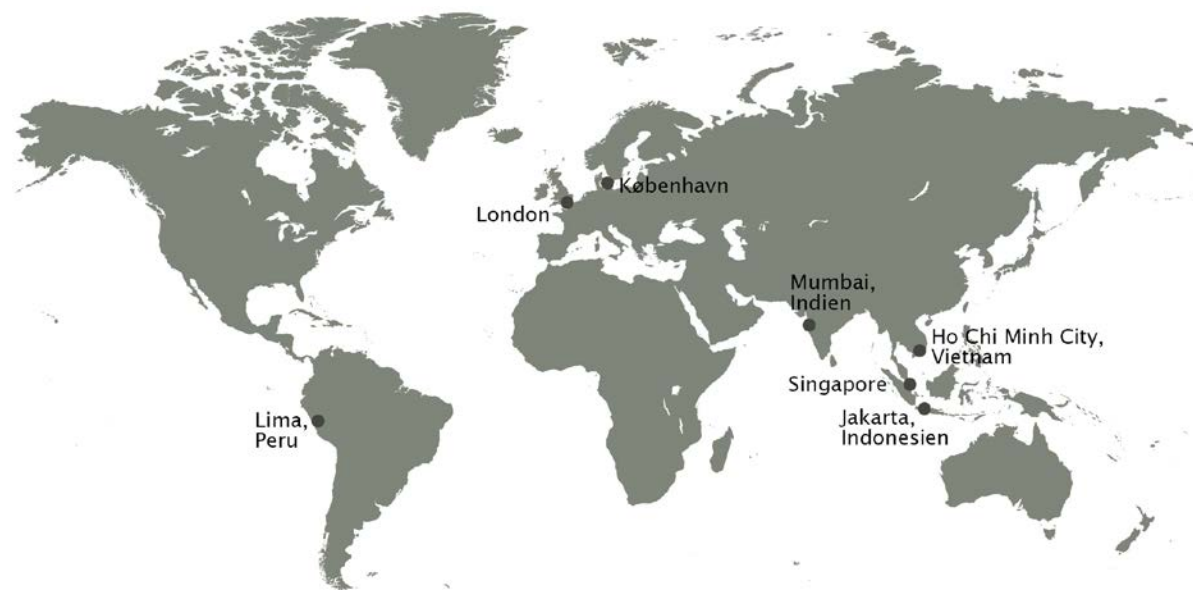 København
London
Mumbai,
Indien
Ho Chi Minh City,
Vietnam
Singapore
Jakarta,
Indonesien
Lima,
Peru